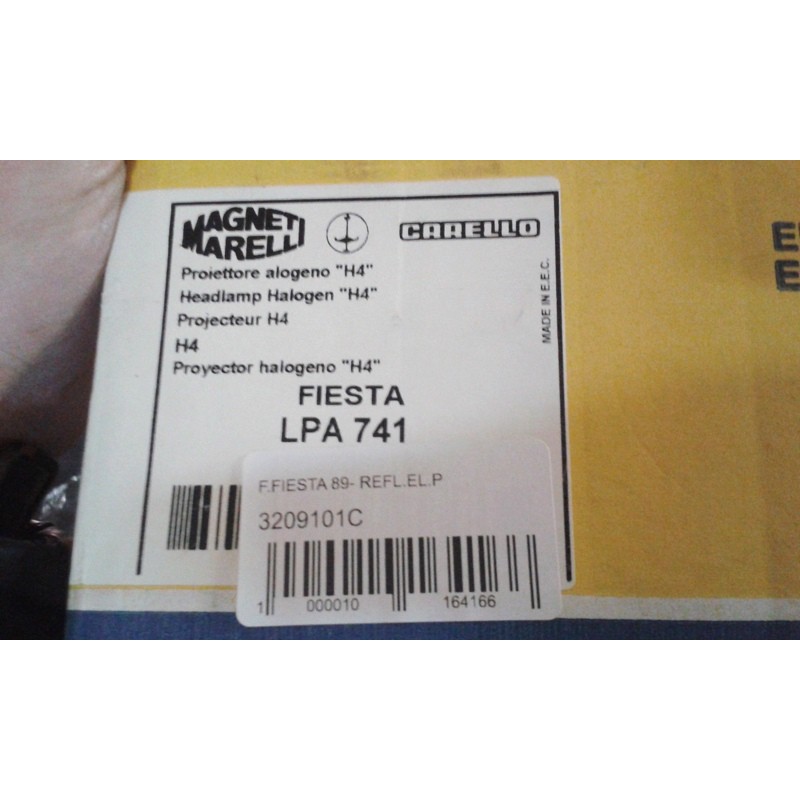 MAGNETI
MARELLI
CARELLO
Proiettore alogeno "H4"
Headlamp Halogen "H4"
Projecteur H4
H4
Proyector halogeno "H4"
MADE IN E.E.C.
FIESTA
LPA 741
F.FIESTA 89- REFL.EL.P
3209101C
1 000010 164166